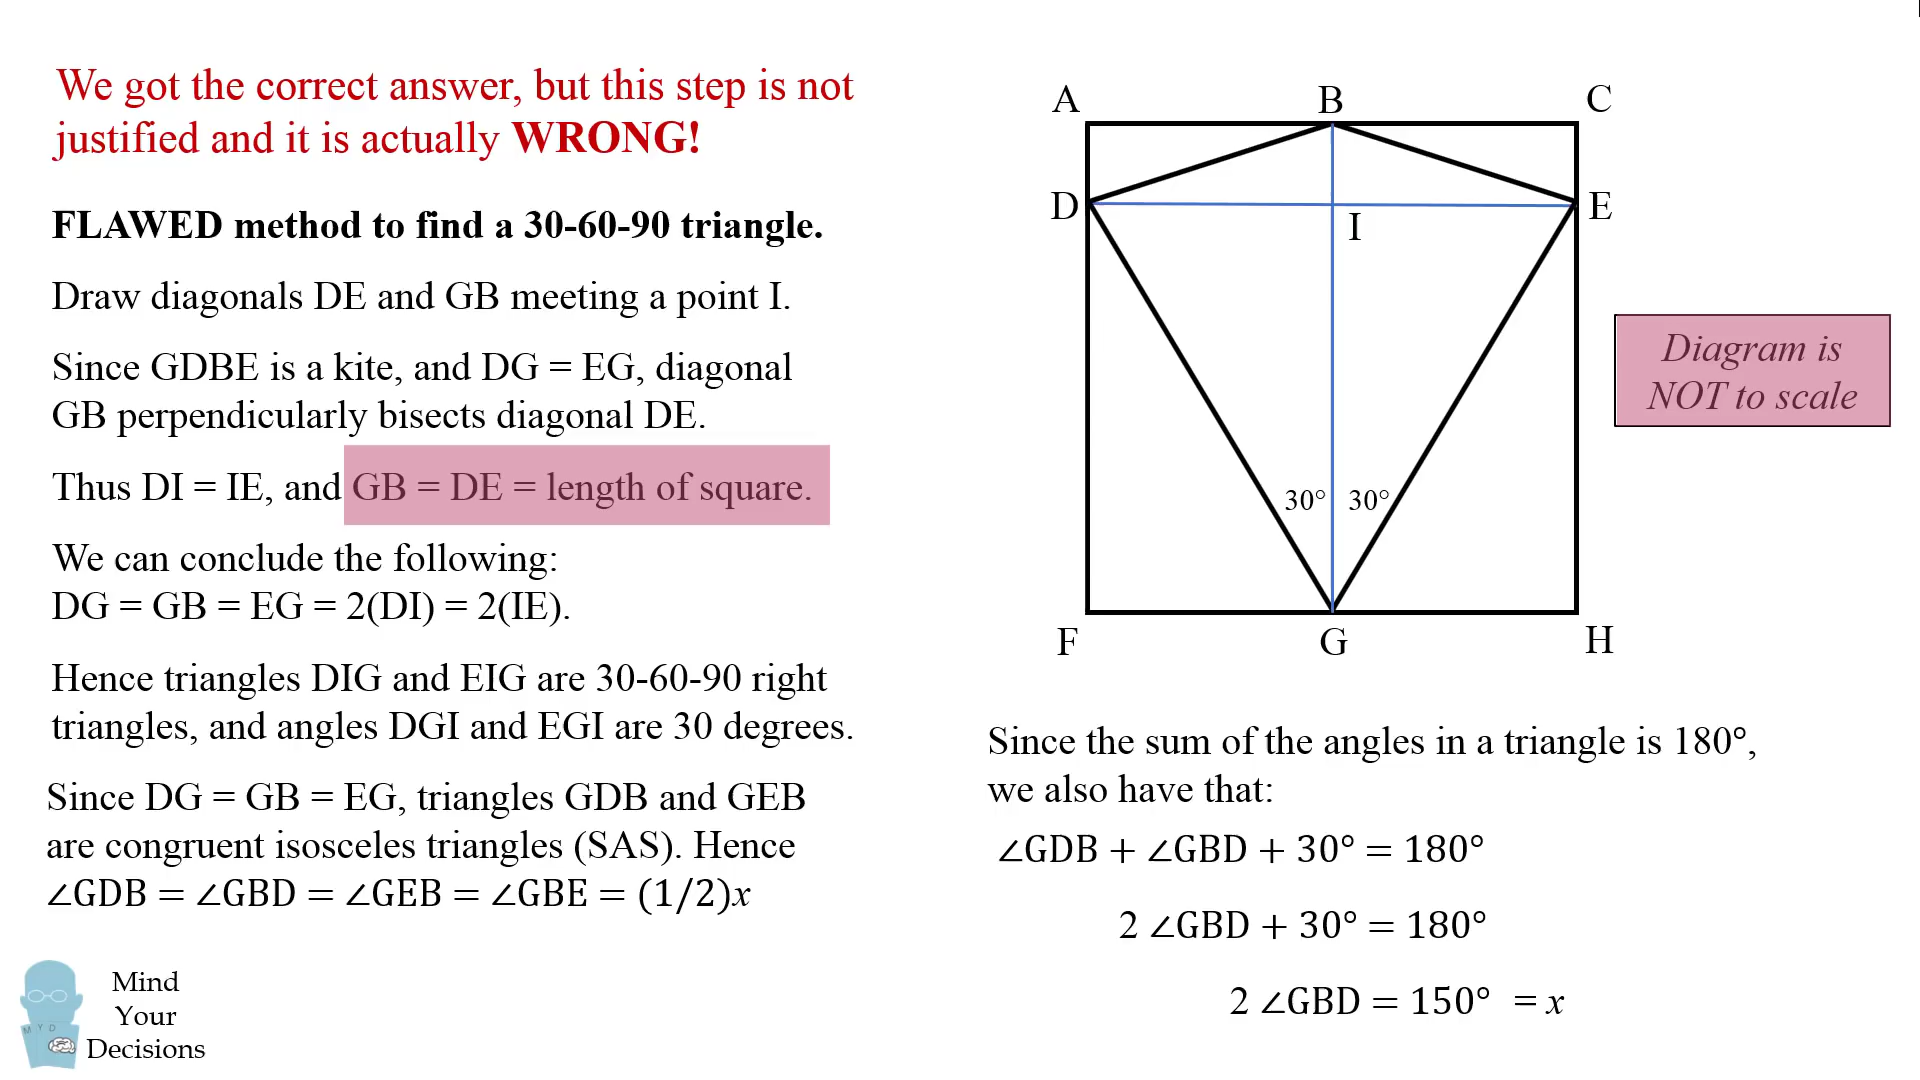 We got the correct answer, but this step is not
justified and it is actually WRONG!
FLAWED method to find a 30-60-90 triangle.
Draw diagonals DE and GB meeting a point I.
Since GDBE is a kite, and DG = EG, diagonal
GB perpendicularly bisects diagonal DE.
Thus DI = IE, and GB = DE = length of square.
We can conclude the following:
DG = GB = EG = 2(DI) = 2(IE).
Hence triangles DIG and EIG are 30-60-90 right
triangles, and angles DGI and EGI are 30 degrees.
Since DG = GB = EG, triangles GDB and GEB
are congruent isosceles triangles (SAS). Hence
∠GDB = ∠GBD = ∠GEB = ∠GBE = (1/2)x
M Y D
Mind
Your
Decisions
A B C
D E
I
30° 30°
F G H
Diagram is
NOT to scale
Since the sum of the angles in a triangle is 180°,
we also have that:
∠GDB + ∠GBD + 30° = 180°
2 ∠GBD + 30° = 180°
2 ∠GBD = 150° = x